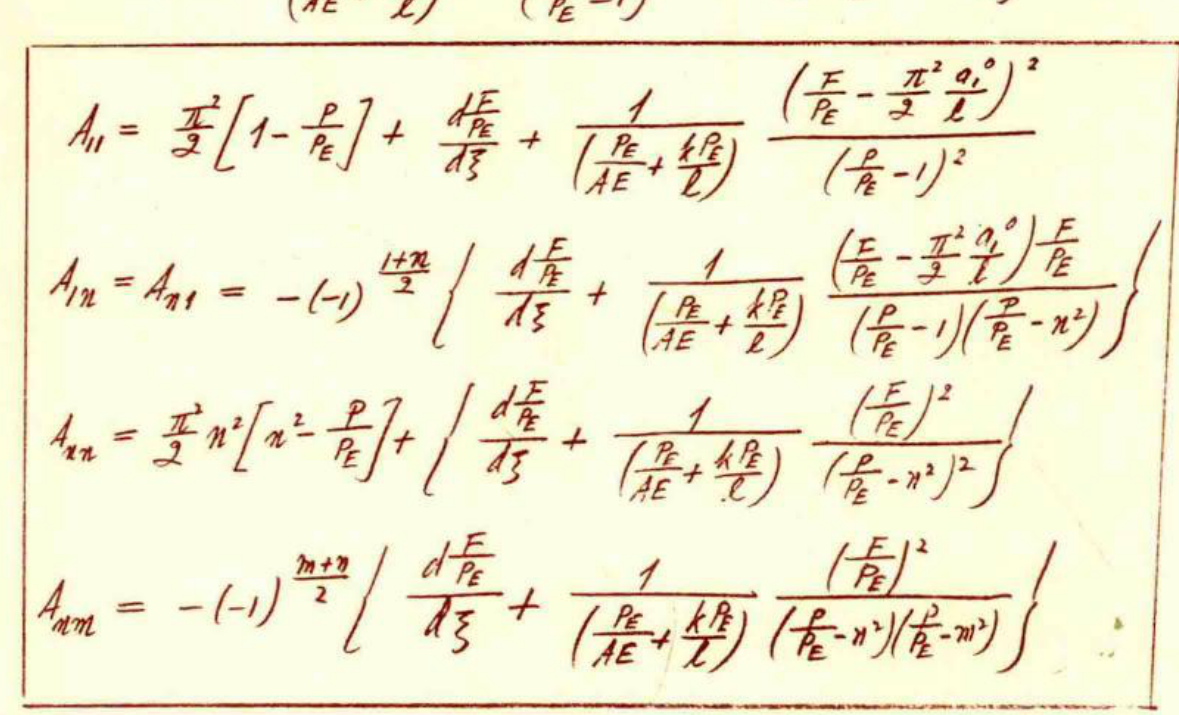 (AE l) (P_E -1)
A_{11} = \frac{\pi^2}{2}\left[1-\frac{P}{P_E}\right] + \frac{d\frac{F}{P_E}}{d\xi} + \frac{1}{\left(\frac{P_E}{AE}+\frac{kP_E}{l}\right)} \frac{\left(\frac{F}{P_E}-\frac{\pi^2}{2}\frac{a_1^0}{l}\right)^2}{\left(\frac{P}{P_E}-1\right)^2}
A_{1n} = A_{n1} = -(-1)^{\frac{1+n}{2}} \left\{ \frac{d\frac{F}{P_E}}{d\xi} + \frac{1}{\left(\frac{P_E}{AE}+\frac{kP_E}{l}\right)} \frac{\left(\frac{F}{P_E}-\frac{\pi^2}{2}\frac{a_1^0}{l}\right)\frac{F}{P_E}}{\left(\frac{P}{P_E}-1\right)\left(\frac{P}{P_E}-n^2\right)} \right\}
A_{nn} = \frac{\pi^2}{2} n^2\left[n^2-\frac{P}{P_E}\right] + \left\{ \frac{d\frac{F}{P_E}}{d\xi} + \frac{1}{\left(\frac{P_E}{AE}+\frac{kP_E}{l}\right)} \frac{\left(\frac{F}{P_E}\right)^2}{\left(\frac{P}{P_E}-n^2\right)^2} \right\}
A_{nm} = -(-1)^{\frac{m+n}{2}} \left\{ \frac{d\frac{F}{P_E}}{d\xi} + \frac{1}{\left(\frac{P_E}{AE}+\frac{kP_E}{l}\right)} \frac{\left(\frac{F}{P_E}\right)^2}{\left(\frac{P}{P_E}-n^2\right)\left(\frac{P}{P_E}-m^2\right)} \right\}